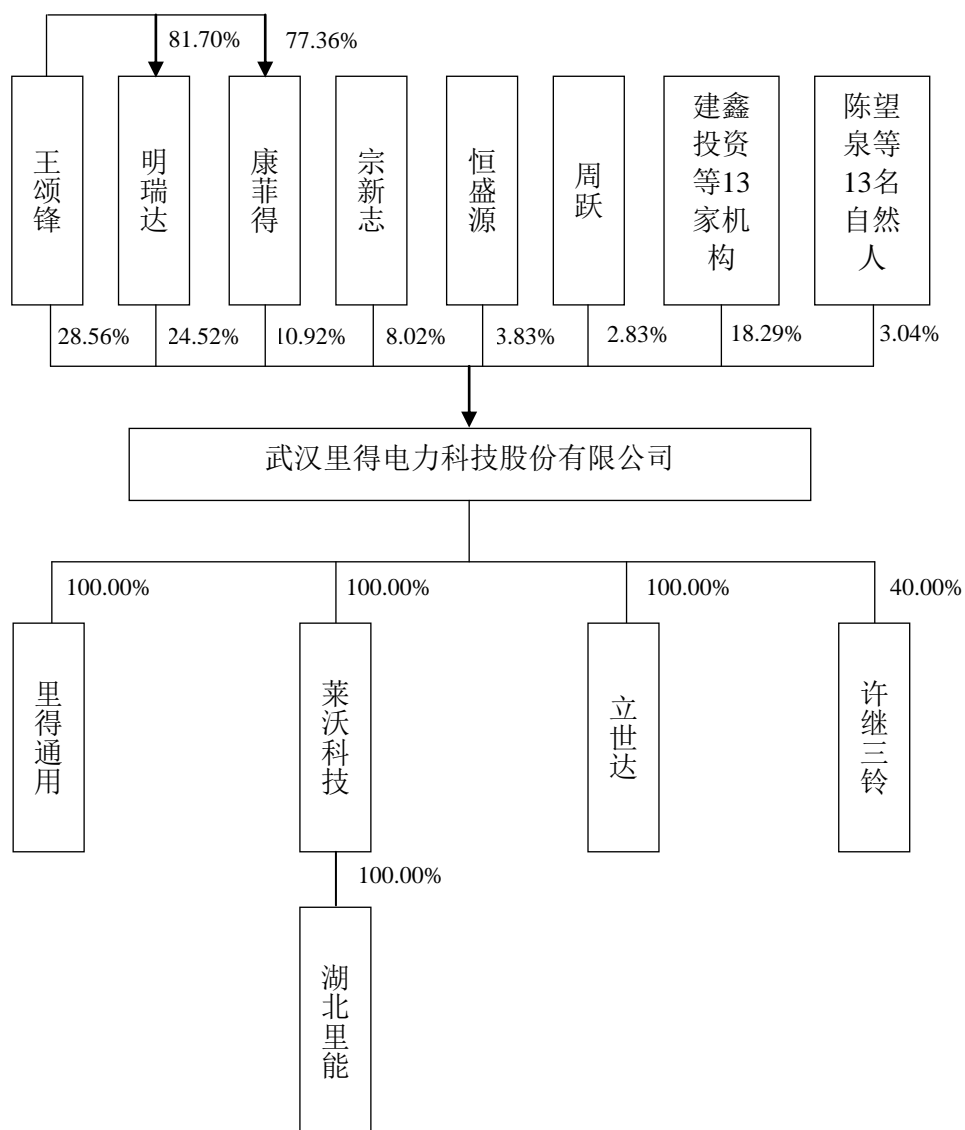 81.70%
77.36%
王颂锋
明瑞达
康菲得
宗新志
恒盛源
周跃
建鑫
投资
等13
家机
构
陈望
泉等
13名
自然
人
28.56%
24.52%
10.92%
8.02%
3.83%
2.83%
18.29%
3.04%
武汉里得电力科技股份有限公司
100.00%
100.00%
100.00%
40.00%
里得通用
莱沃科技
立世达
许继三铃
100.00%
湖北里能